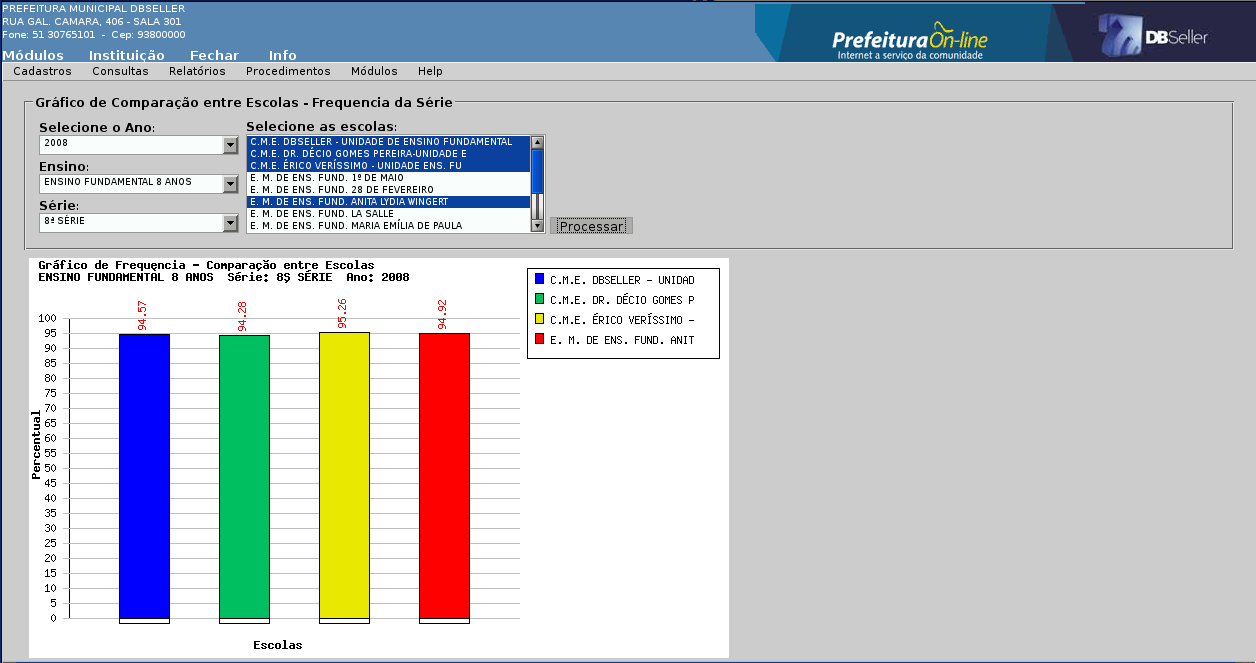 PREFEITURA MUNICIPAL DBSELLER
RUA GAL. CAMARA, 406 - SALA 301
Fone: 51 30765101 - Cep: 93800000
Módulos Instituição Fechar Info
PrefeituraOn-line
Internet a serviço da comunidade
DBSeller
Cadastros Consultas Relatórios Procedimentos Módulos Help
Gráfico de Comparação entre Escolas - Frequencia da Série
Selecione o Ano:
2008
Ensino:
ENSINO FUNDAMENTAL 8 ANOS
Série:
8ª SÉRIE
Selecione as escolas:
C.M.E. DBSELLER - UNIDADE DE ENSINO FUNDAMENTAL
C.M.E. DR. DÉCIO GOMES PEREIRA-UNIDADE E
C.M.E. ÉRICO VERÍSSIMO - UNIDADE ENS. FU
E. M. DE ENS. FUND. 1º DE MAIO
E. M. DE ENS. FUND. 28 DE FEVEREIRO
E. M. DE ENS. FUND. ANITA LYDIA WINGERT
E. M. DE ENS. FUND. LA SALLE
E. M. DE ENS. FUND. MARIA EMÍLIA DE PAULA
Processar
Gráfico de Frequência - Comparação entre Escolas
ENSINO FUNDAMENTAL 8 ANOS Série: 8Ş SÉRIE Ano: 2008
94.57
94.28
95.26
94.92
100
95
90
85
80
75
70
65
60
55
50
45
40
35
30
25
20
15
10
5
0
Percentual
Escolas
C.M.E. DBSELLER - UNIDAD
C.M.E. DR. DÉCIO GOMES P
C.M.E. ÉRICO VERÍSSIMO -
E. M. DE ENS. FUND. ANIT